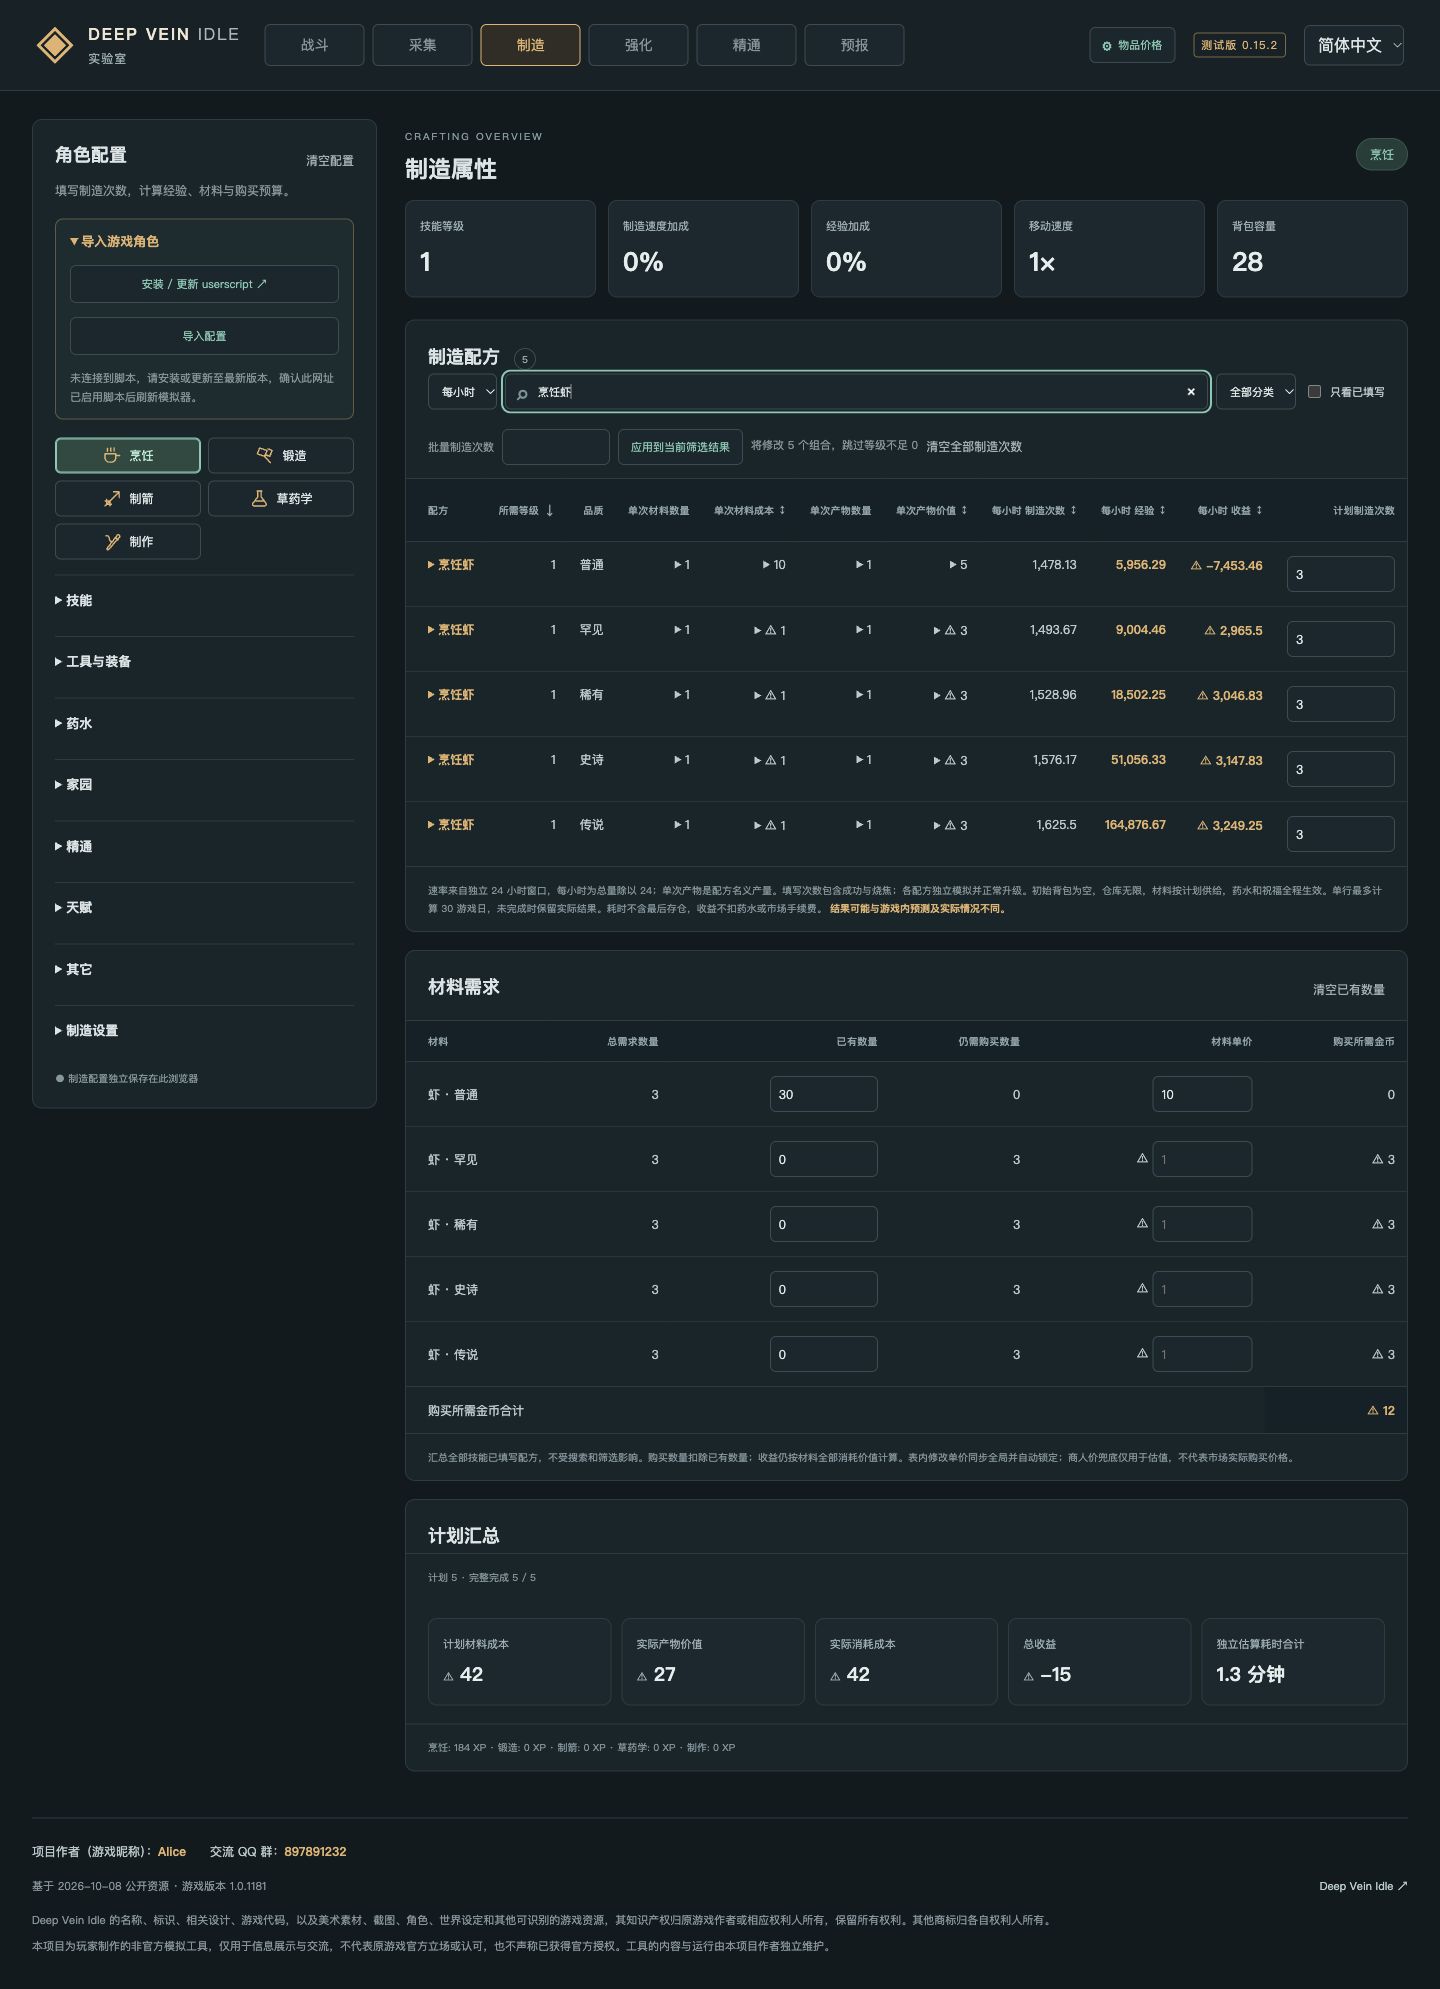 DEEP VEIN IDLE
实验室
战斗
采集
制造
强化
精通
预报
物品价格
测试版 0.15.2
简体中文
角色配置
清空配置
填写制造次数，计算经验、材料与购买预算。
▼导入游戏角色
安装 / 更新 userscript ↗
导入配置
未连接到脚本，请安装或更新至最新版本，确认此网址
已启用脚本后刷新模拟器。
烹饪
锻造
制箭
草药学
制作
▶技能
▶工具与装备
▶药水
▶家园
▶精通
▶天赋
▶其它
▶制造设置
● 制造配置独立保存在此浏览器
CRAFTING OVERVIEW
制造属性
烹饪
技能等级
1
制造速度加成
0%
经验加成
0%
移动速度
1×
背包容量
28
制造配方 5
每小时
烹饪虾
×
全部分类
只看已填写
批量制造次数
应用到当前筛选结果
将修改 5 个组合，跳过等级不足 0
清空全部制造次数
配方 所需等级 ↓ 品质 单次材料数量 单次材料成本 ↕ 单次产物数量 单次产物价值 ↕ 每小时 制造次数 ↕ 每小时 经验 ↕ 每小时 收益 ↕ 计划制造次数
▶烹饪虾 1 普通 ▶1 ▶10 ▶1 ▶5 1,478.13 5,956.29 ⚠ −7,453.46 3
▶烹饪虾 1 罕见 ▶1 ▶⚠ 1 ▶1 ▶⚠ 3 1,493.67 9,004.46 ⚠ 2,965.5 3
▶烹饪虾 1 稀有 ▶1 ▶⚠ 1 ▶1 ▶⚠ 3 1,528.96 18,502.25 ⚠ 3,046.83 3
▶烹饪虾 1 史诗 ▶1 ▶⚠ 1 ▶1 ▶⚠ 3 1,576.17 51,056.33 ⚠ 3,147.83 3
▶烹饪虾 1 传说 ▶1 ▶⚠ 1 ▶1 ▶⚠ 3 1,625.5 164,876.67 ⚠ 3,249.25 3
速率来自独立 24 小时窗口，每小时为总量除以 24；单次产物是配方名义产量。填写次数包含成功与烧焦；各配方独立模拟并正常升级。初始背包为空，仓库无限，材料按计划供给，药水和祝福全程生效。单行最多计
算 30 游戏日，未完成时保留实际结果。耗时不含最后存仓，收益不扣药水或市场手续费。 结果可能与游戏内预测及实际情况不同。
材料需求
清空已有数量
材料 总需求数量 已有数量 仍需购买数量 材料单价 购买所需金币
虾 · 普通 3 30 0 10 0
虾 · 罕见 3 0 3 ⚠ 1 ⚠ 3
虾 · 稀有 3 0 3 ⚠ 1 ⚠ 3
虾 · 史诗 3 0 3 ⚠ 1 ⚠ 3
虾 · 传说 3 0 3 ⚠ 1 ⚠ 3
购买所需金币合计 ⚠ 12
汇总全部技能已填写配方，不受搜索和筛选影响。购买数量扣除已有数量；收益仍按材料全部消耗价值计算。表内修改单价同步全局并自动锁定；商人价兜底仅用于估值，不代表市场实际购买价格。
计划汇总
计划 5 · 完整完成 5 / 5
计划材料成本
⚠ 42
实际产物价值
⚠ 27
实际消耗成本
⚠ 42
总收益
⚠ −15
独立估算耗时合计
1.3 分钟
烹饪: 184 XP · 锻造: 0 XP · 制箭: 0 XP · 草药学: 0 XP · 制作: 0 XP
项目作者（游戏昵称）：Alice 交流 QQ 群：897891232
基于 2026-10-08 公开资源 · 游戏版本 1.0.1181
Deep Vein Idle ↗
Deep Vein Idle 的名称、标识、相关设计、游戏代码，以及美术素材、截图、角色、世界设定和其他可识别的游戏资源，其知识产权归原游戏作者或相应权利人所有，保留所有权利。其他商标归各自权利人所有。
本项目为玩家制作的非官方模拟工具，仅用于信息展示与交流，不代表原游戏官方立场或认可，也不声称已获得官方授权。工具的内容与运行由本项目作者独立维护。